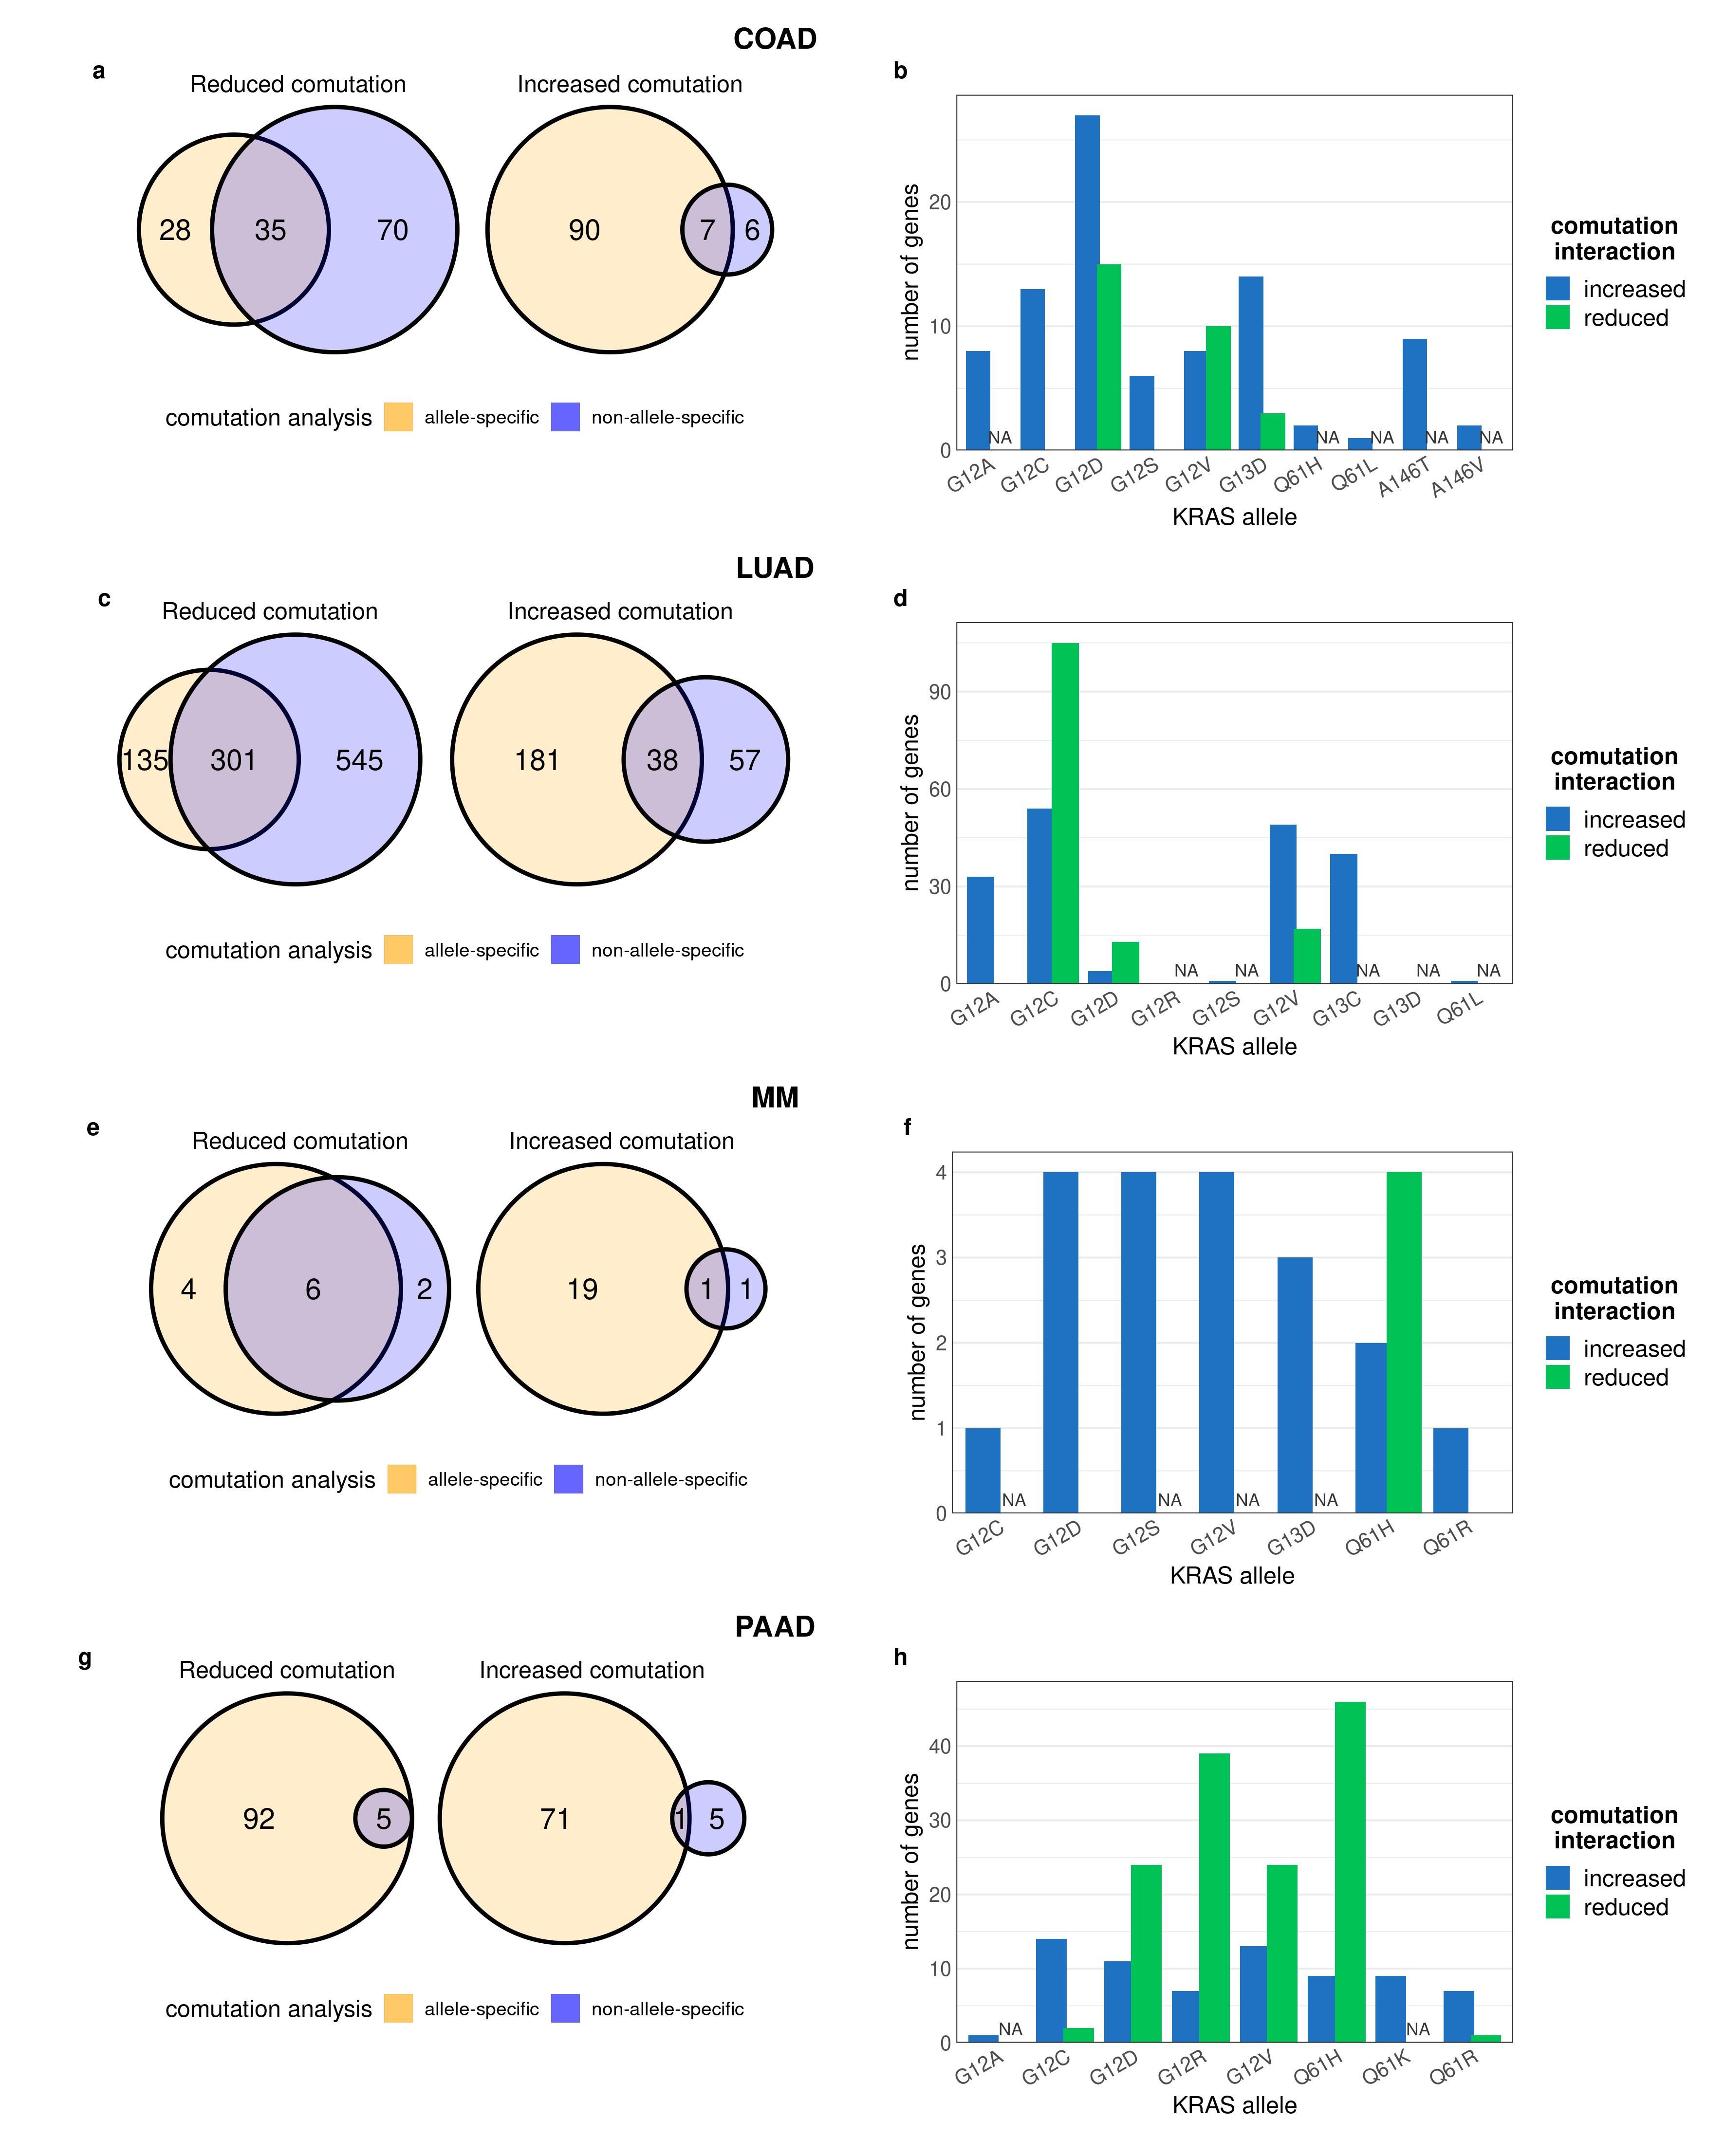 COAD
a
Reduced comutation
Increased comutation
28 35 70
90 7 6
comutation analysis allele-specific non-allele-specific
b
number of genes
20
10
0
NA NA NA NA NA
G12A G12C G12D G12S G12V G13D Q61H Q61L A146T A146V
KRAS allele
comutation
interaction
increased
reduced
LUAD
c
Reduced comutation
Increased comutation
135 301 545
181 38 57
comutation analysis allele-specific non-allele-specific
d
number of genes
90
60
30
0
NA NA NA NA NA
G12A G12C G12D G12R G12S G12V G13C G13D Q61L
KRAS allele
comutation
interaction
increased
reduced
MM
e
Reduced comutation
Increased comutation
4 6 2
19 1 1
comutation analysis allele-specific non-allele-specific
f
number of genes
4
3
2
1
0
NA NA NA NA
G12C G12D G12S G12V G13D Q61H Q61R
KRAS allele
comutation
interaction
increased
reduced
PAAD
g
Reduced comutation
Increased comutation
92 5
71 1 5
comutation analysis allele-specific non-allele-specific
h
number of genes
40
30
20
10
0
NA NA
G12A G12C G12D G12R G12V Q61H Q61K Q61R
KRAS allele
comutation
interaction
increased
reduced